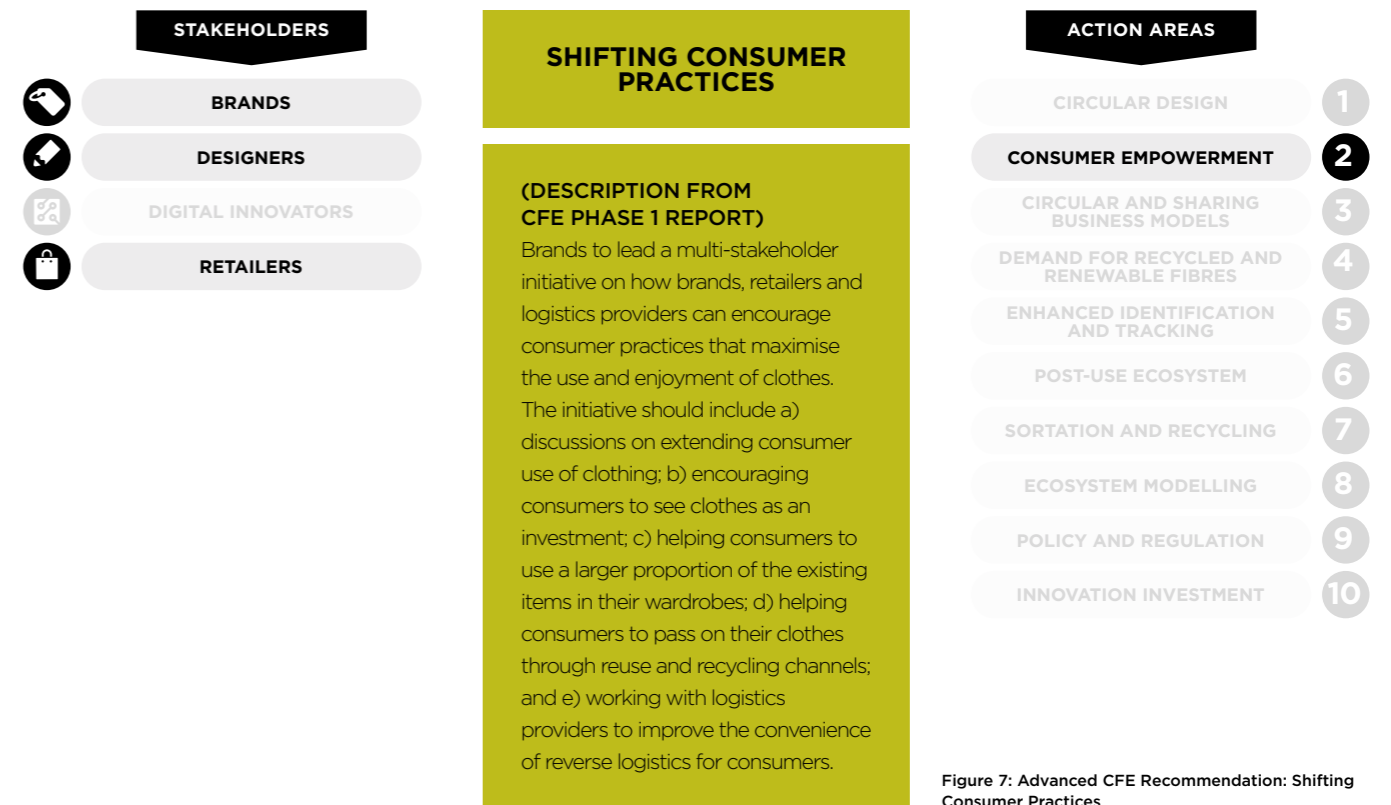 STAKEHOLDERS
BRANDS
DESIGNERS
DIGITAL INNOVATORS
RETAILERS
SHIFTING CONSUMER
PRACTICES
(DESCRIPTION FROM
CFE PHASE 1 REPORT)
Brands to lead a multi-stakeholder
initiative on how brands, retailers and
logistics providers can encourage
consumer practices that maximise
the use and enjoyment of clothes.
The initiative should include a)
discussions on extending consumer
use of clothing; b) encouraging
consumers to see clothes as an
investment; c) helping consumers to
use a larger proportion of the existing
items in their wardrobes; d) helping
consumers to pass on their clothes
through reuse and recycling channels;
and e) working with logistics
providers to improve the convenience
of reverse logistics for consumers.
ACTION AREAS
CIRCULAR DESIGN 1
CONSUMER EMPOWERMENT 2
CIRCULAR AND SHARING
BUSINESS MODELS 3
DEMAND FOR RECYCLED AND
RENEWABLE FIBRES 4
ENHANCED IDENTIFICATION
AND TRACKING 5
POST-USE ECOSYSTEM 6
SORTATION AND RECYCLING 7
ECOSYSTEM MODELLING 8
POLICY AND REGULATION 9
INNOVATION INVESTMENT 10
Figure 7: Advanced CFE Recommendation: Shifting
Consumer Practices